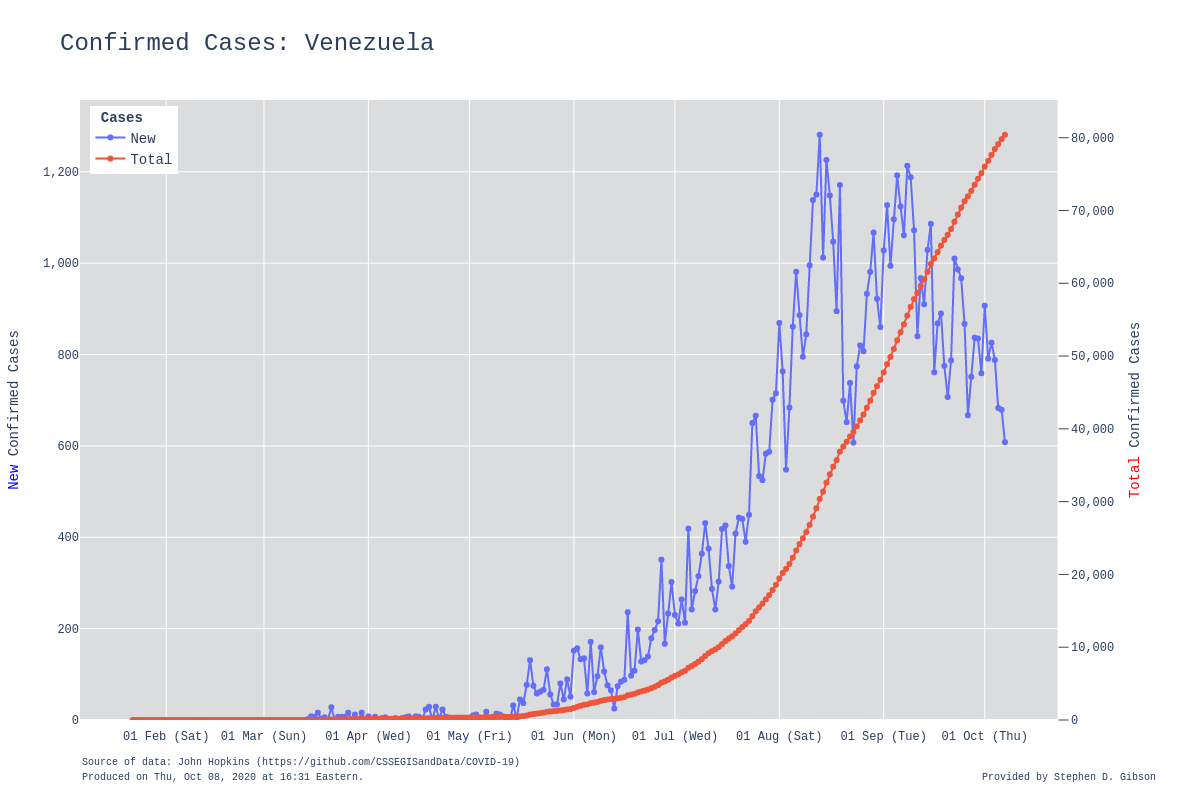 Confirmed Cases: Venezuela
Cases
New
Total
1,200
1,000
800
600
400
200
0
80,000
70,000
60,000
50,000
40,000
30,000
20,000
10,000
0
New Confirmed Cases
Total Confirmed Cases
01 Feb (Sat) 01 Mar (Sun) 01 Apr (Wed) 01 May (Fri) 01 Jun (Mon) 01 Jul (Wed) 01 Aug (Sat) 01 Sep (Tue) 01 Oct (Thu)
Source of data: John Hopkins (https://github.com/CSSEGISandData/COVID-19)
Produced on Thu, Oct 08, 2020 at 16:31 Eastern.
Provided by Stephen D. Gibson